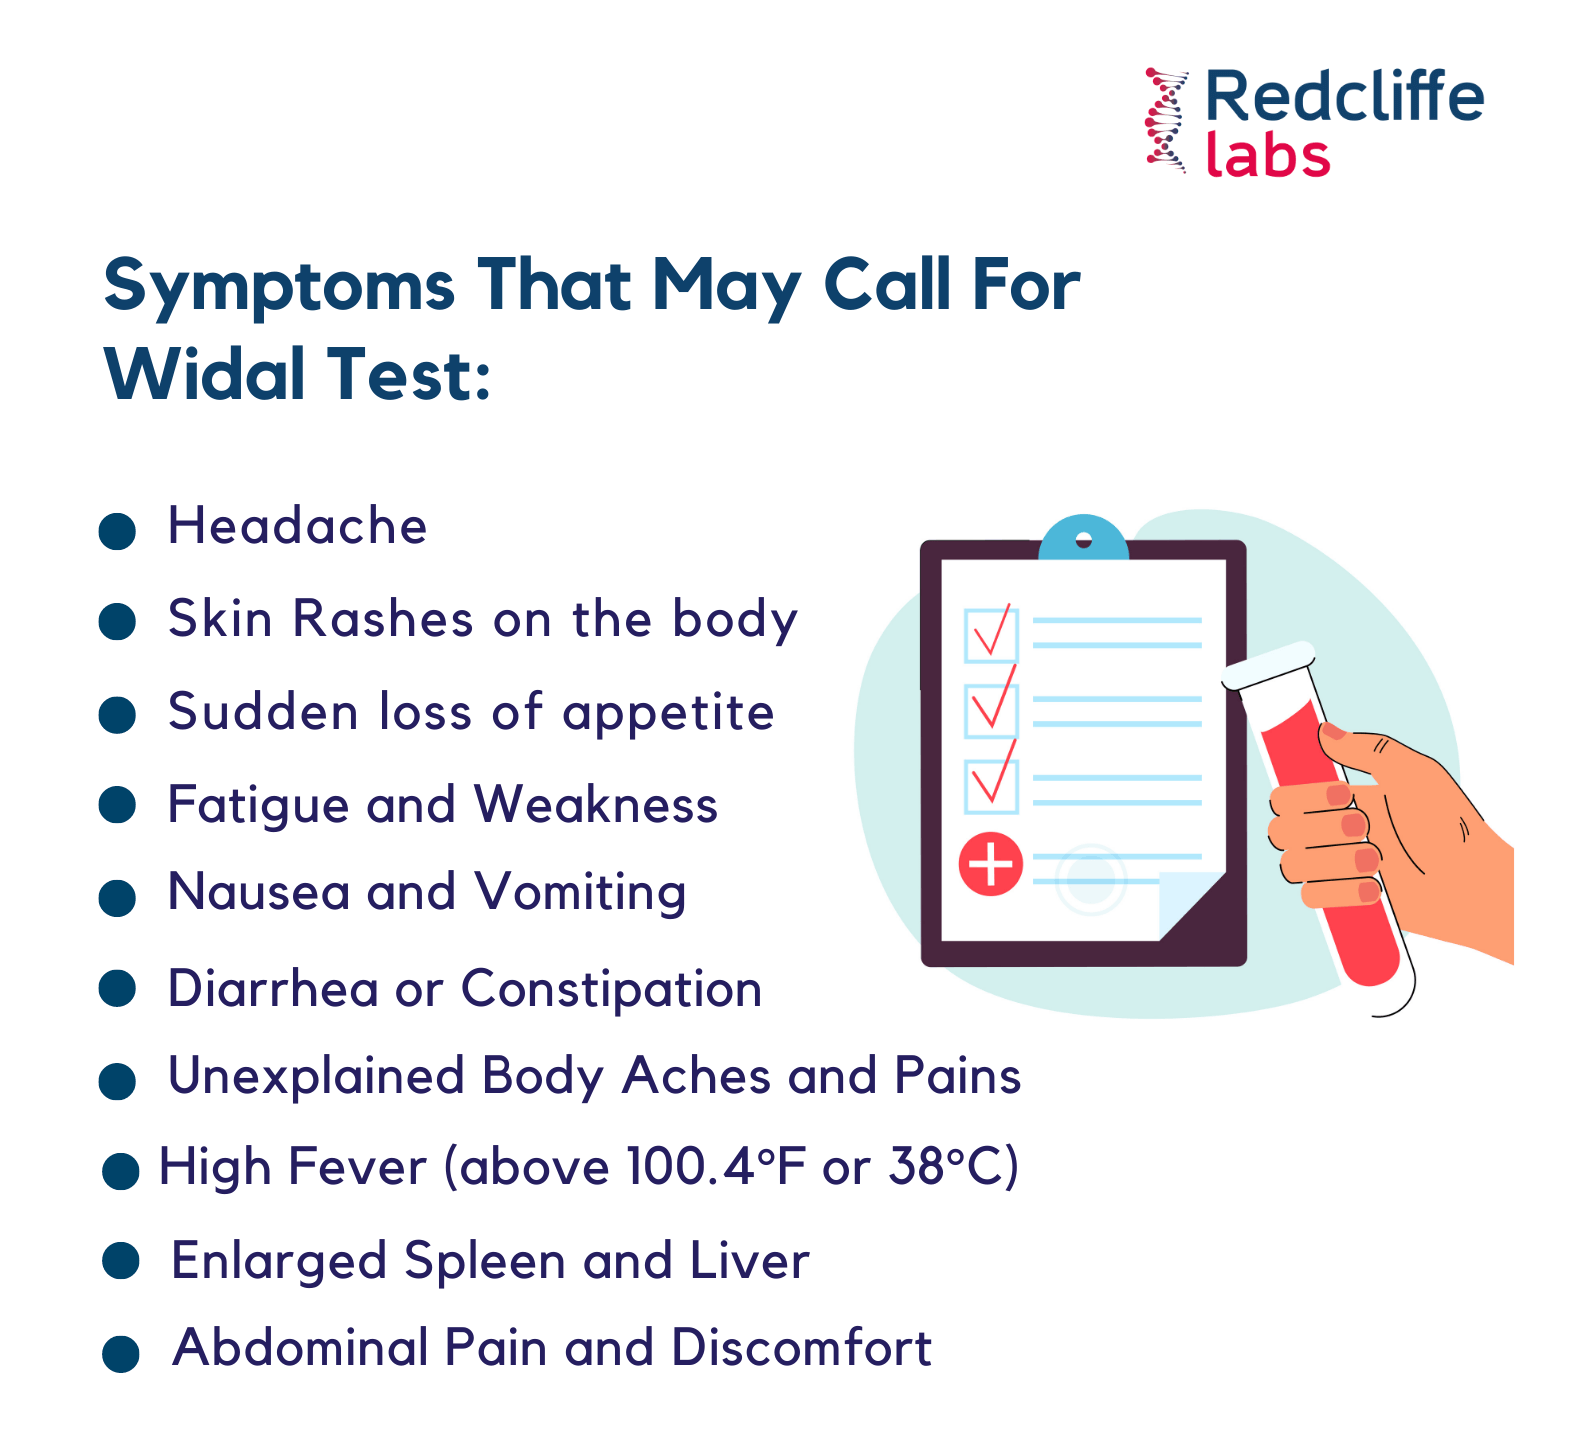 Redcliffe
labs
Symptoms That May Call For
Widal Test:
Headache
Skin Rashes on the body
Sudden loss of appetite
Fatigue and Weakness
Nausea and Vomiting
Diarrhea or Constipation
Unexplained Body Aches and Pains
High Fever (above 100.4°F or 38°C)
Enlarged Spleen and Liver
Abdominal Pain and Discomfort